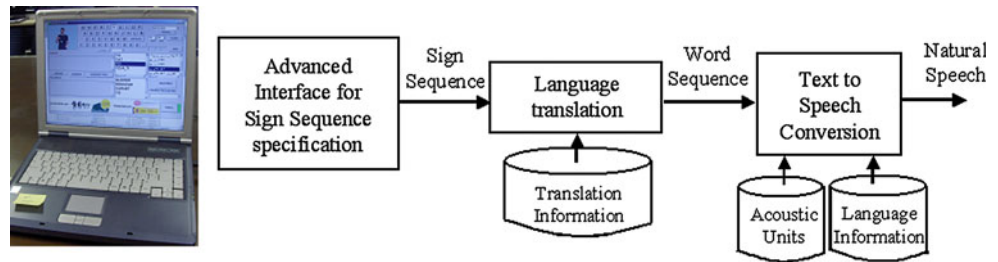 Advanced
Interface for
Sign Sequence
specification
Sign
Sequence
Language
translation
Translation
Information
Word
Sequence
Text to
Speech
Conversion
Acoustic
Units
Language
Information
Natural
Speech